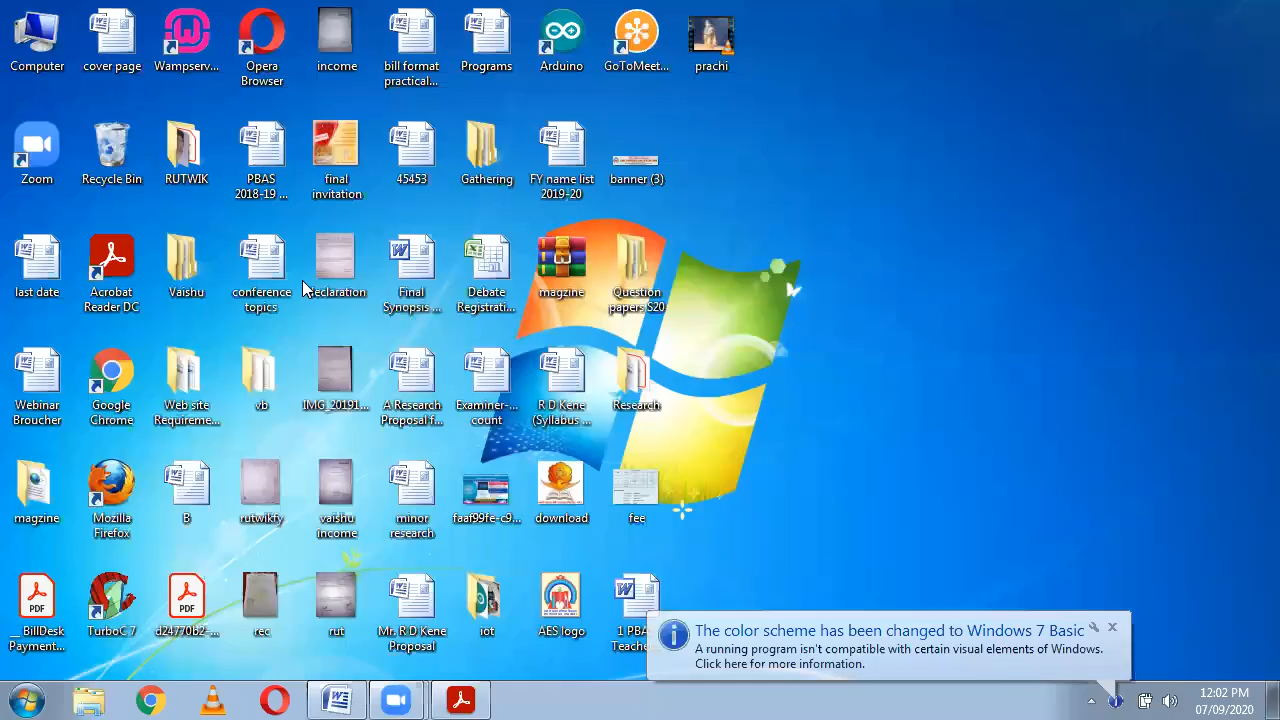 Computer
cover page
Wampserv...
Opera
Browser
income
bill format
practical...
Programs
Arduino
GoToMeet...
prachi
Zoom
Recycle Bin
RUTWIK
PBAS
2018-19 ...
final
invitation
45453
Gathering
FY name list
2019-20
banner (3)
last date
Acrobat
Reader DC
Vaishu
conference
topics
declaration
Final
Synopsis ...
Debate
Registrati...
magzine
Question
papers S20
Webinar
Broucher
Google
Chrome
Web site
Requireme...
vb
IMG_20191...
A Research
Proposal f...
Examiner-...
count
R D Kene
(Syllabus ...
Research
magzine
Mozilla
Firefox
B
rutwikfy
vaishu
income
minor
research
faaf99fe-c9...
download
fee
PDF
__ BillDesk
Payment...
TurboC 7
PDF
d24770b2-...
rec
rut
Mr. R D Kene
Proposal
iot
AES logo
1 PBA
Teache
The color scheme has been changed to Windows 7 Basic
A running program isn't compatible with certain visual elements of Windows.
Click here for more information.
12:02 PM
07/09/2020